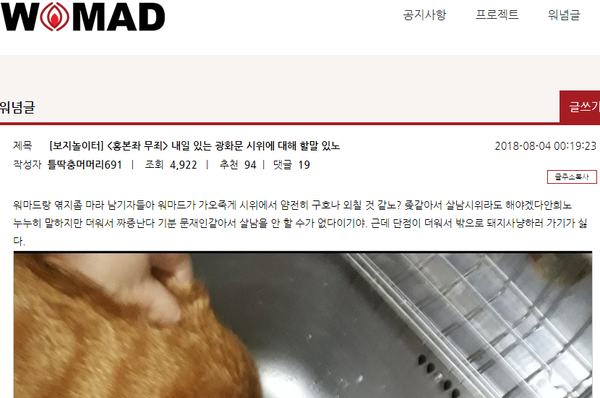 WOMAD
공지사항 프로젝트 워념글
워념글
글쓰기
제목 [보지놀이터] <홍본좌 무죄> 내일 있는 광화문 시위에 대해 할말 있노 2018-08-04 00:19:23
작성자 틀딱충머머리691 | 조회 4,922 | 추천 94 | 댓글 19
글주소복사
워마드랑 엮지좀 마라 남기자들아 워마드가 가오죽게 시위에서 얌전히 구호나 외칠 것 같노? 좆같아서 살남시위라도 해야겠다안희노
누누히 말하지만 더워서 짜증난다 기분 문재인같아서 살남을 안 할 수가 없다이기야. 근데 단점이 더워서 밖으로 돼지사냥하러 가기가 싫
다.